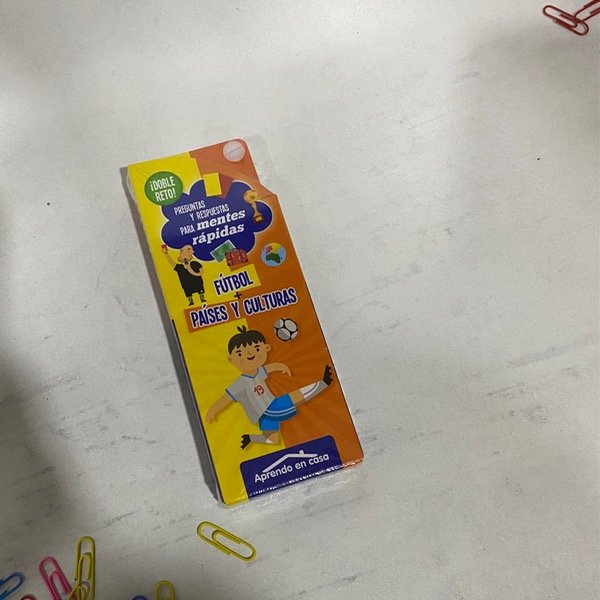 ¡DOBLE
RETO!
PREGUNTAS
Y RESPUESTAS
PARA mentes
rápidas
FÚTBOL
+
PAÍSES Y CULTURAS
19
Aprendo en casa